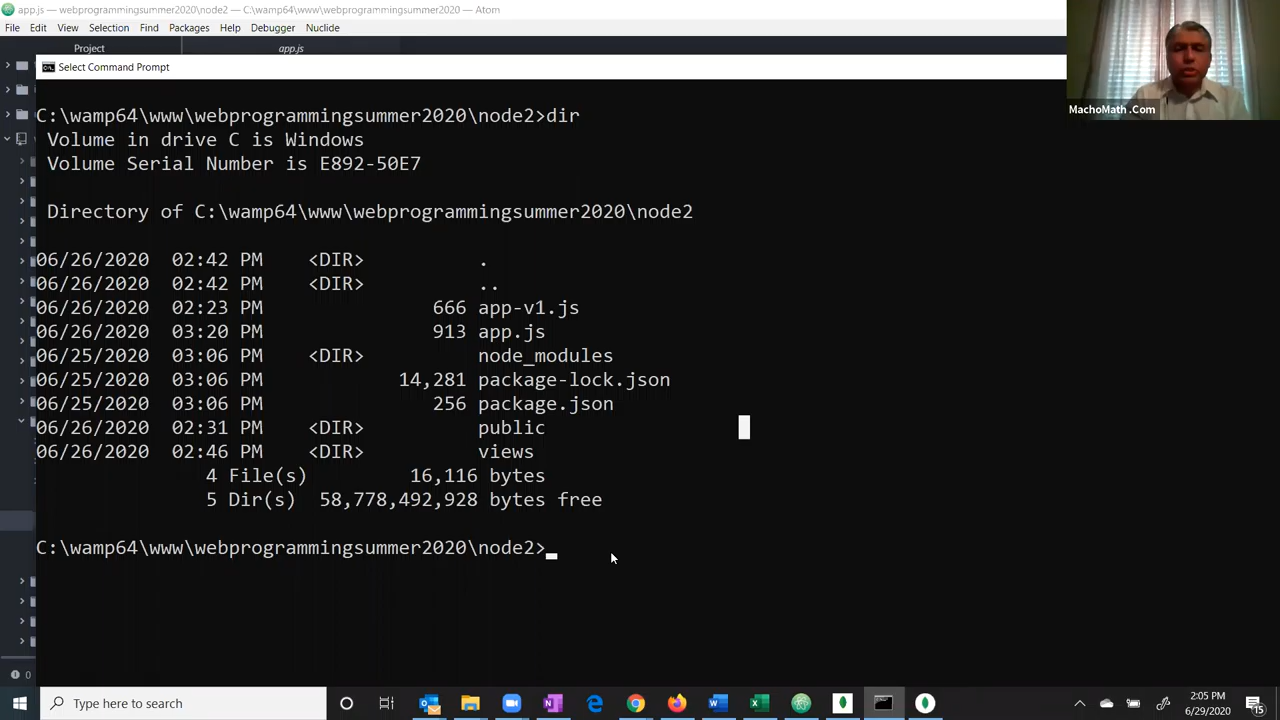 app.js — webprogrammingsummer2020\node2 — C:\wamp64\www\webprogrammingsummer2020 — Atom
File Edit View Selection Find Packages Help Debugger Nuclide
Project app.js
Select Command Prompt
MachoMath .Com
C:\wamp64\www\webprogrammingsummer2020\node2>dir
Volume in drive C is Windows
Volume Serial Number is E892-50E7
Directory of C:\wamp64\www\webprogrammingsummer2020\node2
06/26/2020 02:42 PM <DIR> .
06/26/2020 02:42 PM <DIR> ..
06/26/2020 02:23 PM 666 app-v1.js
06/26/2020 03:20 PM 913 app.js
06/25/2020 03:06 PM <DIR> node_modules
06/25/2020 03:06 PM 14,281 package-lock.json
06/25/2020 03:06 PM 256 package.json
06/26/2020 02:31 PM <DIR> public
06/26/2020 02:46 PM <DIR> views
4 File(s) 16,116 bytes
5 Dir(s) 58,778,492,928 bytes free
C:\wamp64\www\webprogrammingsummer2020\node2>
0
Type here to search
2:05 PM
6/29/2020
15